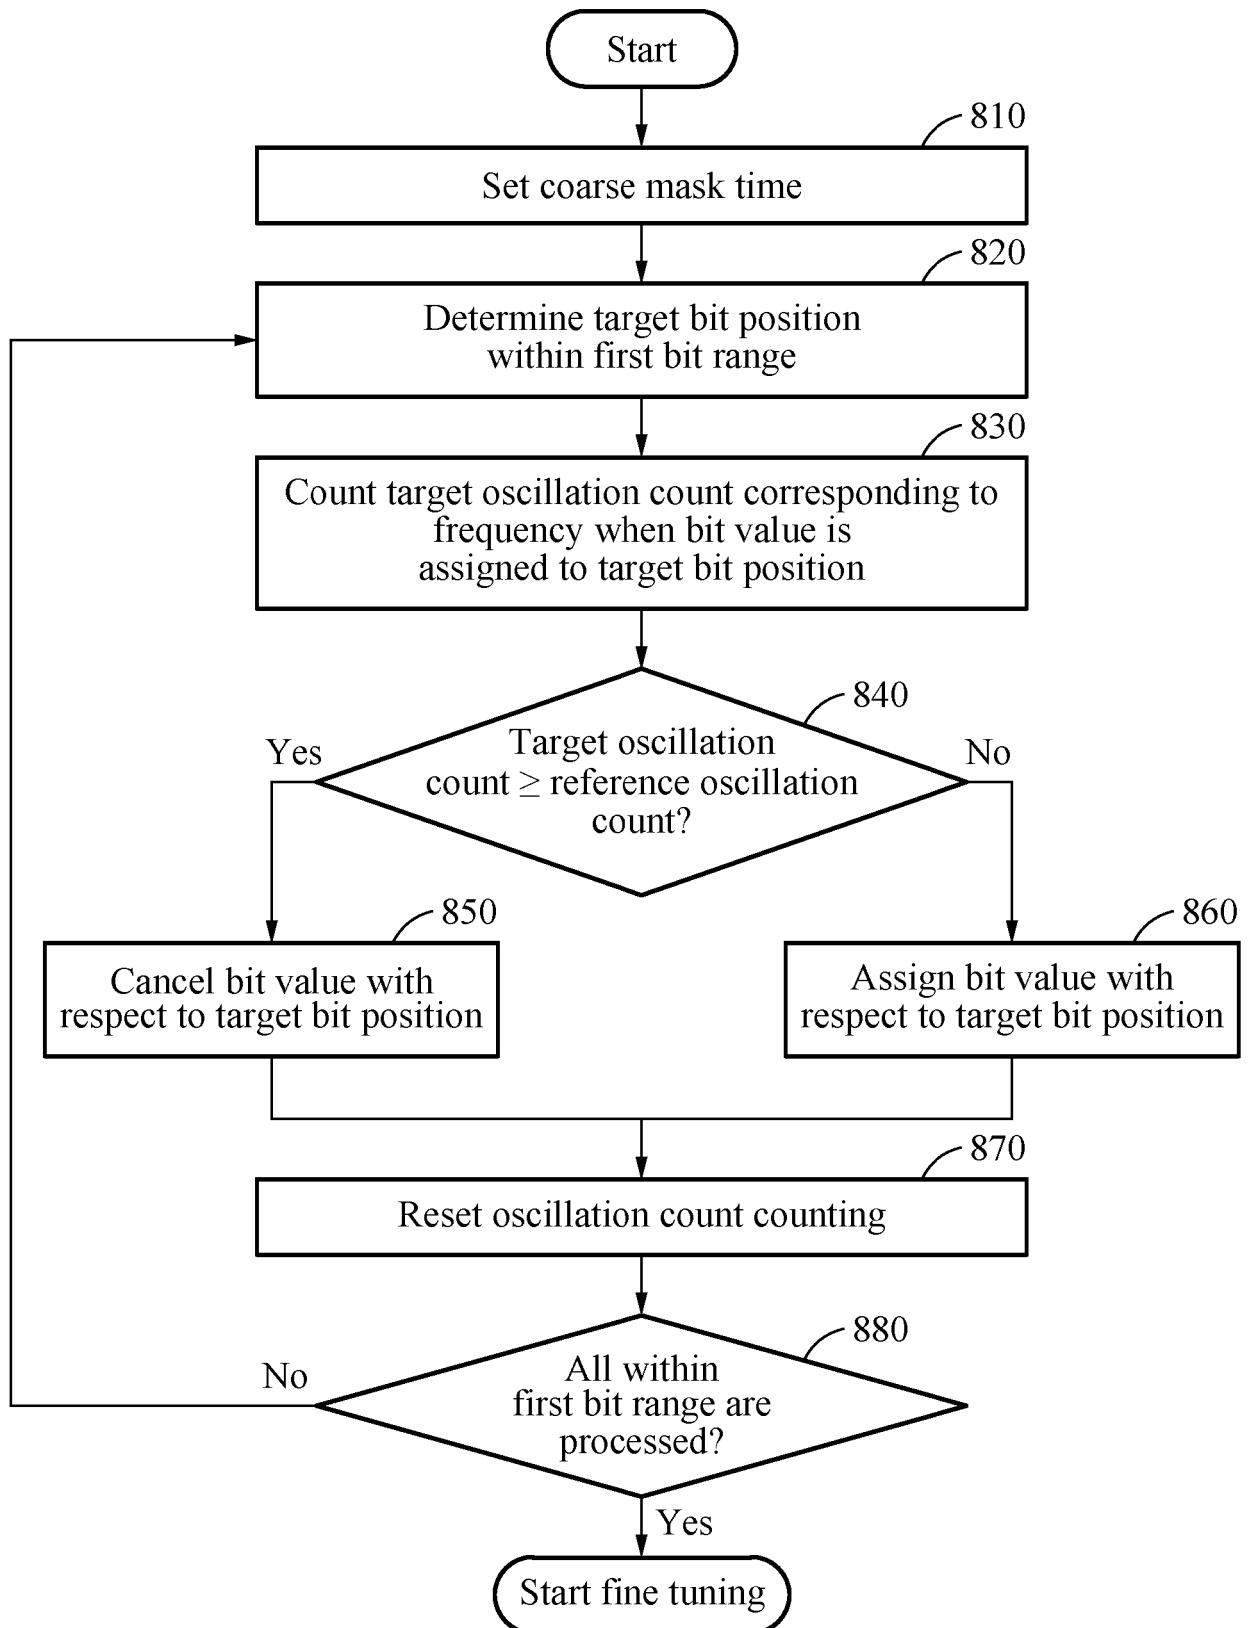 Start
810
Set coarse mask time
820
Determine target bit position
within first bit range
830
Count target oscillation count corresponding to
frequency when bit value is
assigned to target bit position
840
Yes
No
Target oscillation
count ≥ reference oscillation
count?
850
860
Cancel bit value with
respect to target bit position
Assign bit value with
respect to target bit position
870
Reset oscillation count counting
880
No
All within
first bit range are
processed?
Yes
Start fine tuning